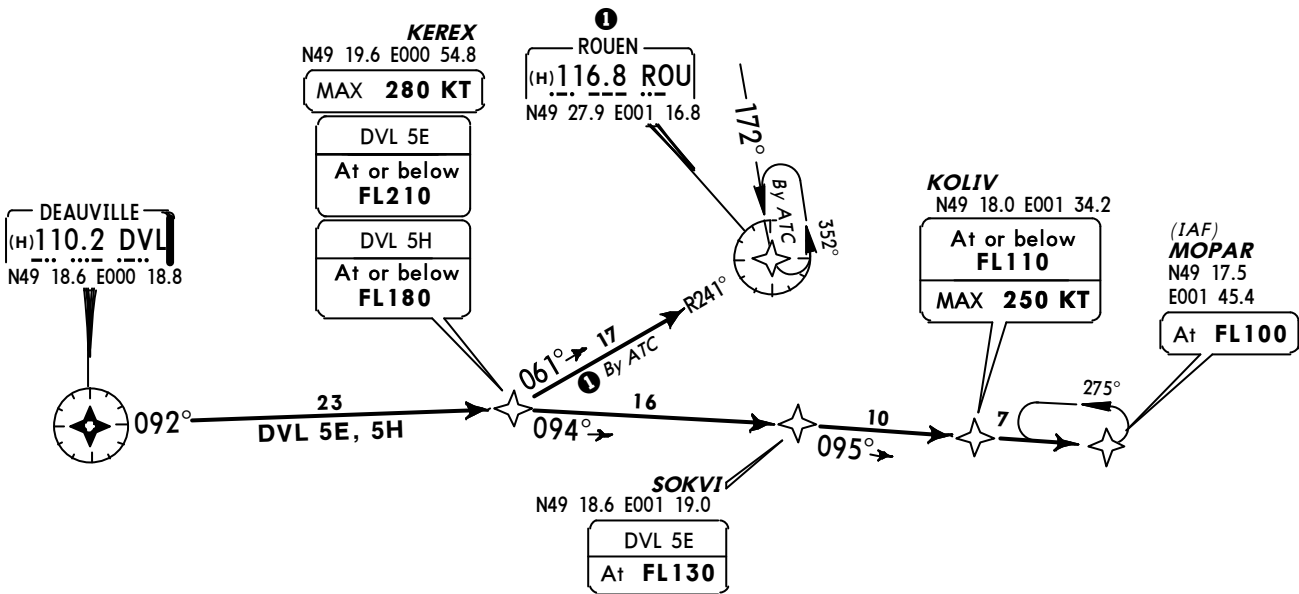 KEREX
N49 19.6 E000 54.8
MAX 280 KT
DVL 5E
At or below
FL210
DVL 5H
At or below
FL180
1
ROUEN
(H) 116.8 ROU
N49 27.9 E001 16.8
172°
By ATC
352°
R241°
DEAUVILLE
(H) 110.2 DVL
N49 18.6 E000 18.8
092°
23
DVL 5E, 5H
061°
17
1 By ATC
094°
16
SOKVI
N49 18.6 E001 19.0
DVL 5E
At FL130
095°
10
KOLIV
N49 18.0 E001 34.2
At or below
FL110
MAX 250 KT
7
275°
(IAF)
MOPAR
N49 17.5
E001 45.4
At FL100